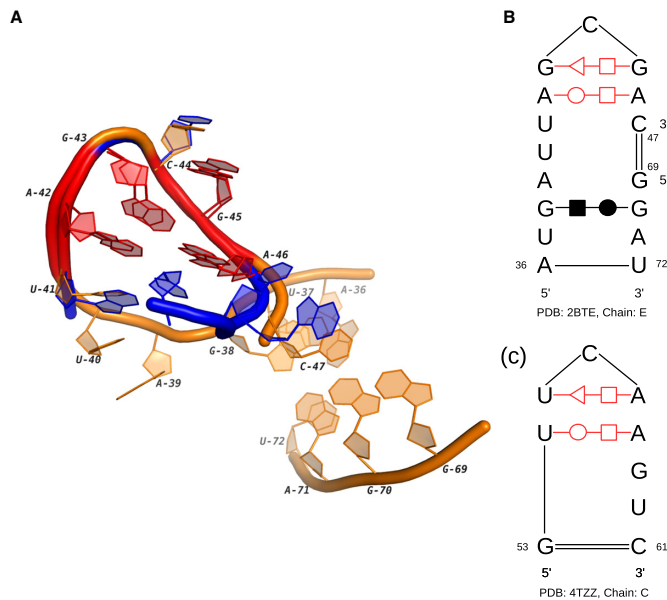 A
G-43
C-44
A-42
G-45
A-46
U-41
U-37
A-36
G-38
U-40
C-47
A-39
U-72
G-69
A-71
G-70
B
C
G G
A A
U C 3
47
U
69
A G 5
G G
U A
36 A U 72
5' 3'
PDB: 2BTE, Chain: E
(c)
C
U A
U A
G
U
53 G C 61
5' 3'
PDB: 4TZZ, Chain: C